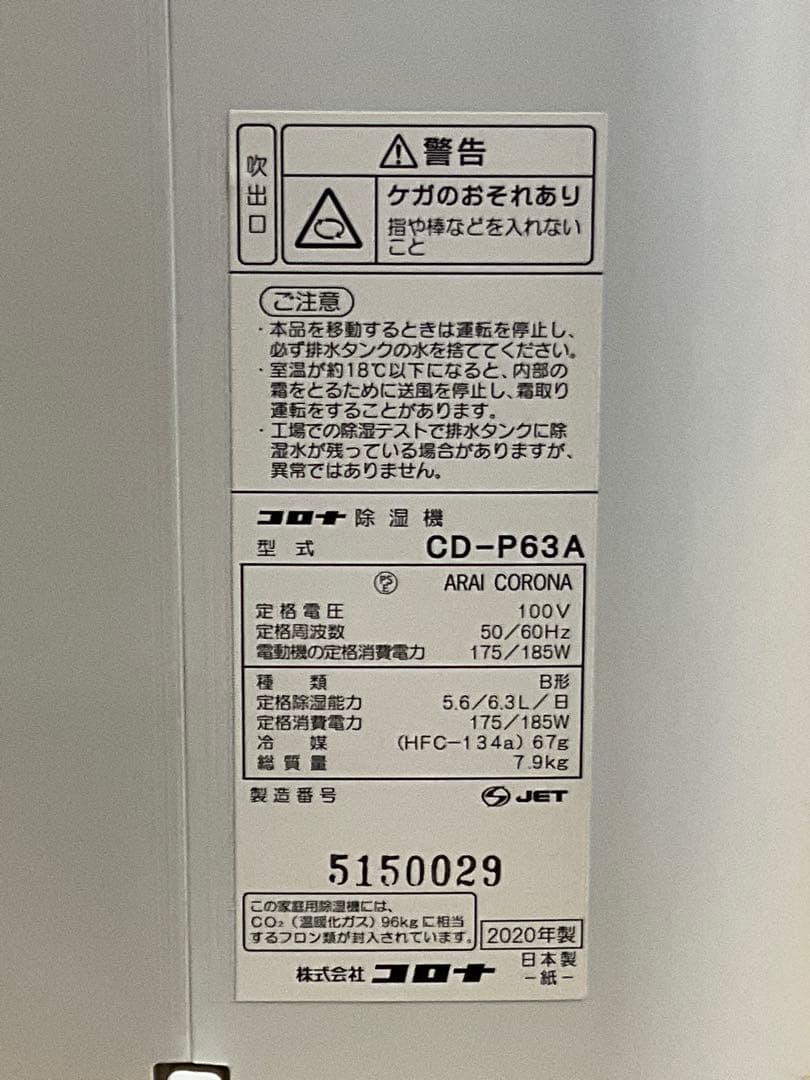 吹出口
警告
ケガのおそれあり
指や棒などを入れない
こと
ご注意
・本品を移動するときは運転を停止し、
必ず排水タンクの水を捨ててください。
・室温が約18℃以下になると、内部の
霜をとるために送風を停止し、霜取り
運転をすることがあります。
・工場での除湿テストで排水タンクに除
湿水が残っている場合がありますが、
異常ではありません。
コロナ 除湿機
型式 CD-P63A
PSE ARAI CORONA
定格電圧 100V
定格周波数 50/60Hz
電動機の定格消費電力 175/185W
種類 B形
定格除湿能力 5.6/6.3L/日
定格消費電力 175/185W
冷媒 (HFC-134a) 67g
総質量 7.9kg
製造番号 JET
5150029
この家庭用除湿機には、
CO₂（温暖化ガス）96kgに相当
するフロン類が封入されています。
2020年製
株式会社 コロナ 日本製
-紙-